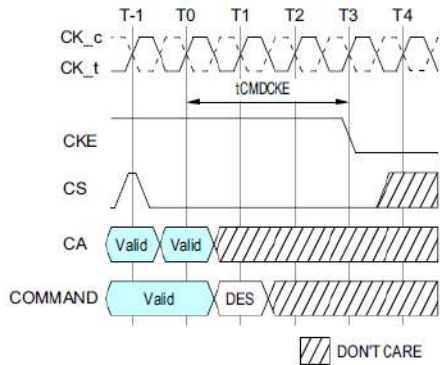 T-1 T0 T1 T2 T3 T4
CK_c
CK_t
tCMDCKE
CKE
CS
CA Valid Valid
COMMAND Valid DES
DON'T CARE